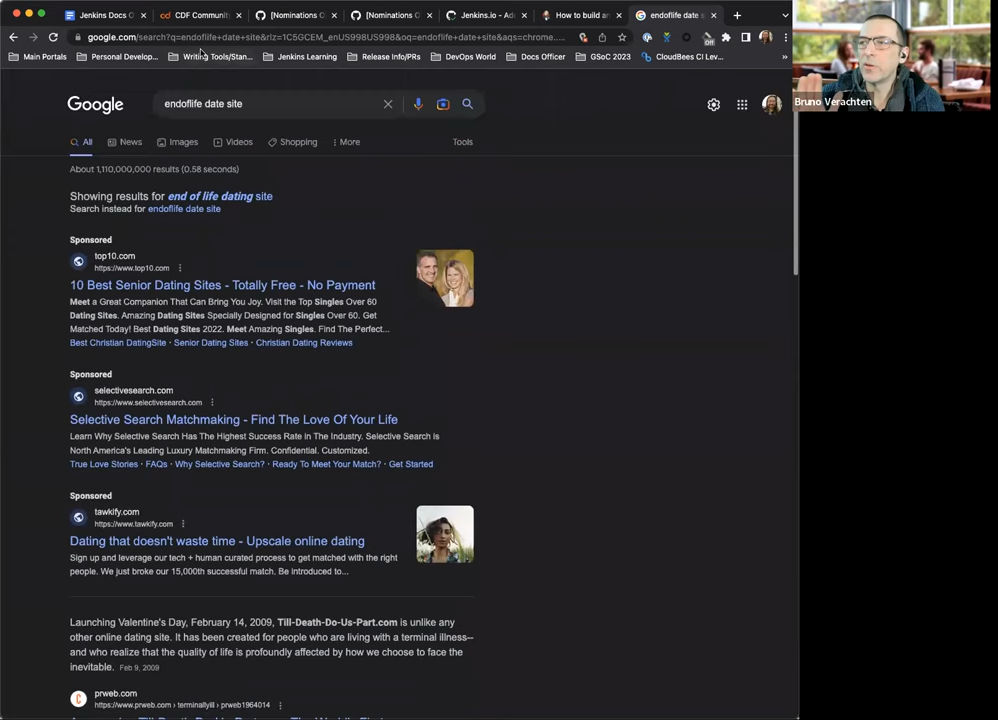 Jenkins Docs O
CDF Communit
[Nominations O
[Nominations O
Jenkins.io - Ad
How to build an
endoflife date s
google.com/search?q=endoflife+date+site&rlz=1C5GCEM_enUS998US998&oq=endoflife+date+site&aqs=chrome....
Off
Main Portals
Personal Develop...
Writing Tools/Stan...
Jenkins Learning
Release Info/PRs
DevOps World
Docs Officer
GSoC 2023
CloudBees CI Lev...
»
Bruno Verachten
Google
endoflife date site
All
News
Images
Videos
Shopping
More
Tools
About 1,110,000,000 results (0.58 seconds)
Showing results for end of life dating site
Search instead for endoflife date site
Sponsored
top10.com
https://www.top10.com
10 Best Senior Dating Sites - Totally Free - No Payment
Meet a Great Companion That Can Bring You Joy. Visit the Top Singles Over 60
Dating Sites. Amazing Dating Sites Specially Designed for Singles Over 60. Get
Matched Today! Best Dating Sites 2022. Meet Amazing Singles. Find The Perfect...
Best Christian DatingSite · Senior Dating Sites · Christian Dating Reviews
Sponsored
selectivesearch.com
https://www.selectivesearch.com
Selective Search Matchmaking - Find The Love Of Your Life
Learn Why Selective Search Has The Highest Success Rate in The Industry. Selective Search is
North America's Leading Luxury Matchmaking Firm. Confidential. Customized.
True Love Stories · FAQs · Why Selective Search? · Ready To Meet Your Match? · Get Started
Sponsored
tawkify.com
https://www.tawkify.com
Dating that doesn't waste time - Upscale online dating
Sign up and leverage our tech + human curated process to get matched with the right
people. We just broke our 15,000th successful match. Be introduced to...
Launching Valentine's Day, February 14, 2009, Till-Death-Do-Us-Part.com is unlike any
other online dating site. It has been created for people who are living with a terminal illness--
and who realize that the quality of life is profoundly affected by how we choose to face the
inevitable. Feb 9, 2009
prweb.com
https://www.prweb.com › terminallyill › prweb1964014